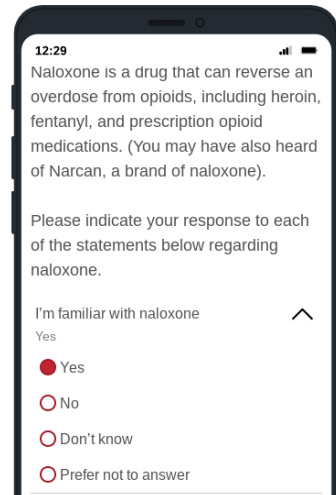 12:29
Naloxone is a drug that can reverse an
overdose from opioids, including heroin,
fentanyl, and prescription opioid
medications. (You may have also heard
of Narcan, a brand of naloxone).
Please indicate your response to each
of the statements below regarding
naloxone.
I’m familiar with naloxone
Yes
Yes
No
Don’t know
Prefer not to answer